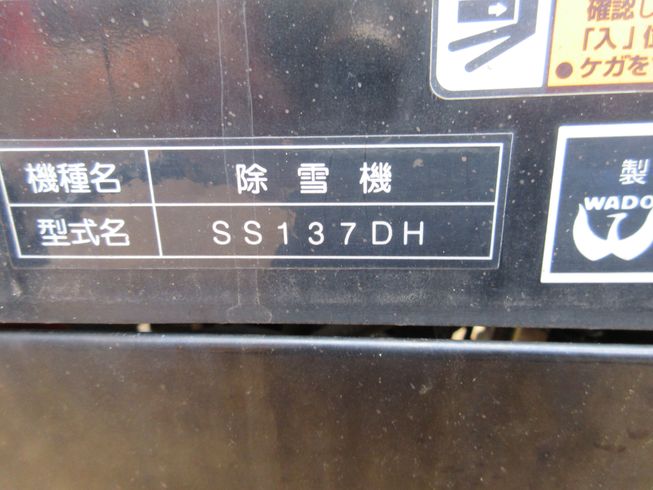 確認し
「入」位
●ケガを
機種名 除雪機
型式名 SS137DH
製
WADO